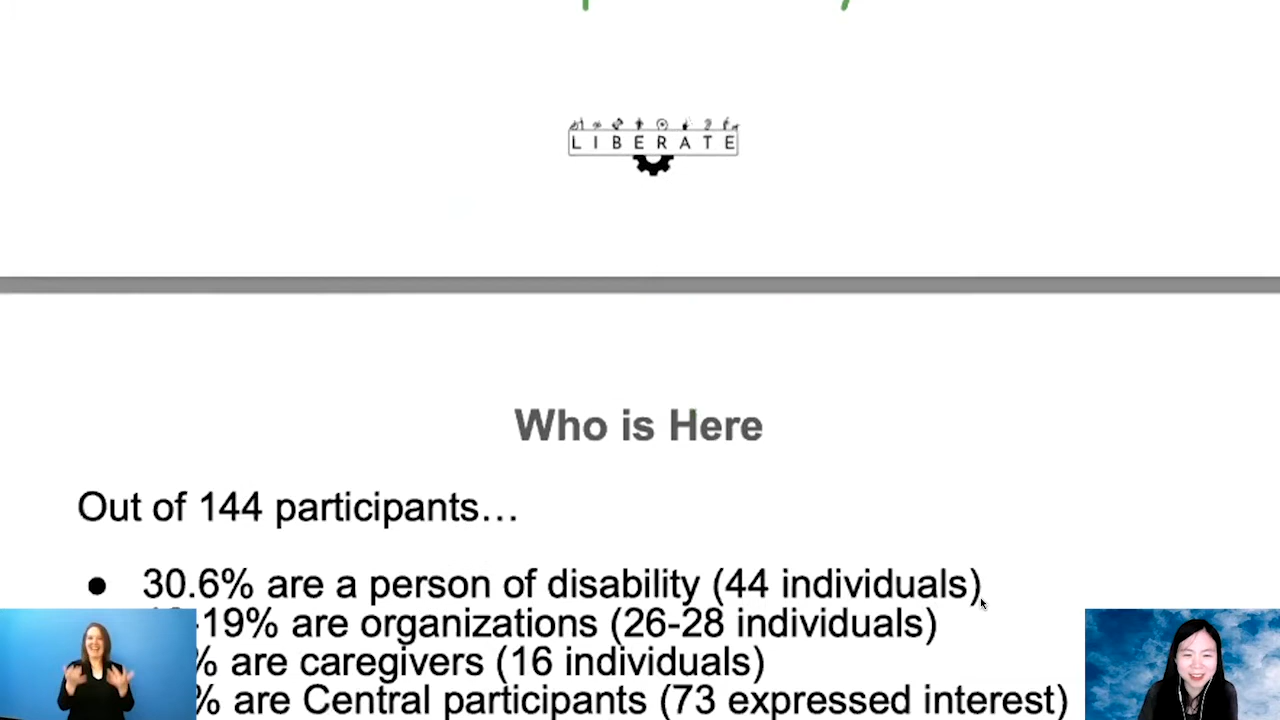 LIBERATE
Who is Here
Out of 144 participants…
● 30.6% are a person of disability (44 individuals)
-19% are organizations (26-28 individuals)
% are caregivers (16 individuals)
% are Central participants (73 expressed interest)